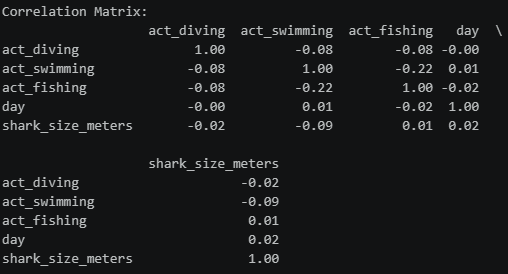 Correlation Matrix:
act_diving act_swimming act_fishing day \
act_diving 1.00 -0.08 -0.08 -0.00
act_swimming -0.08 1.00 -0.22 0.01
act_fishing -0.08 -0.22 1.00 -0.02
day -0.00 0.01 -0.02 1.00
shark_size_meters -0.02 -0.09 0.01 0.02
shark_size_meters
act_diving -0.02
act_swimming -0.09
act_fishing 0.01
day 0.02
shark_size_meters 1.00